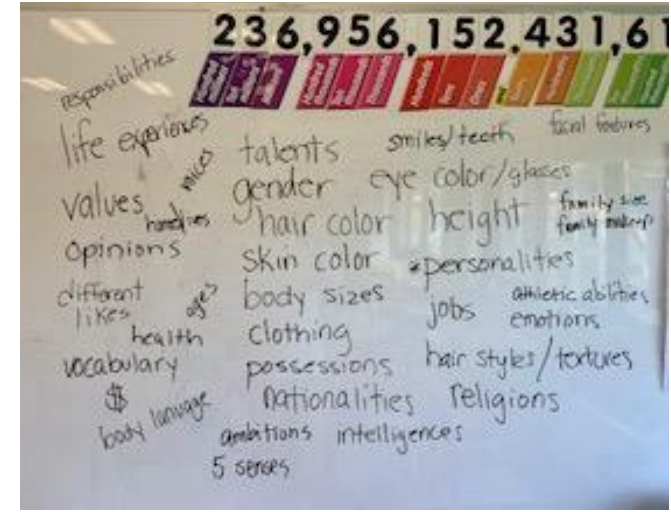 236,956,152,431,61
responsibilities
life experiences
voices
values
opinions
different
likes
ages
health
vocabulary
$
body language
talents
gender
hair color
skin color
body sizes
clothing
possessions
nationalities
ambitions intelligences
5 senses
smiles/teeth
facial features
eye color/glasses
height
family size
family makeup
*personalities
jobs
athletic abilities
emotions
hair styles/textures
religions